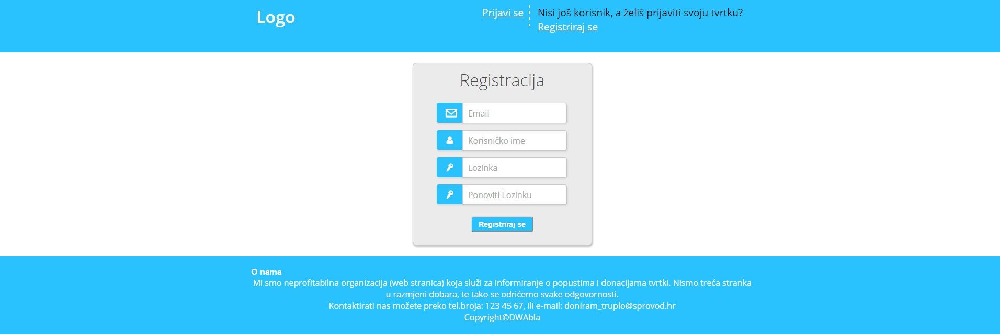 Logo
Prijavi se
Nisi još korisnik, a želiš prijaviti svoju tvrtku?
Registriraj se
Registracija
Email
Korisničko ime
Lozinka
Ponoviti Lozinku
Registriraj se
O nama
Mi smo neprofitabilna organizacija (web stranica) koja služi za informiranje o popustima i donacijama tvrtki. Nismo treća stranka
u razmjeni dobara, te tako se odrićemo svake odgovornosti.
Kontaktirati nas možete preko tel.broja: 123 45 67, ili e-mail: doniram_truplo@sprovod.hr
Copyright©DWAbla